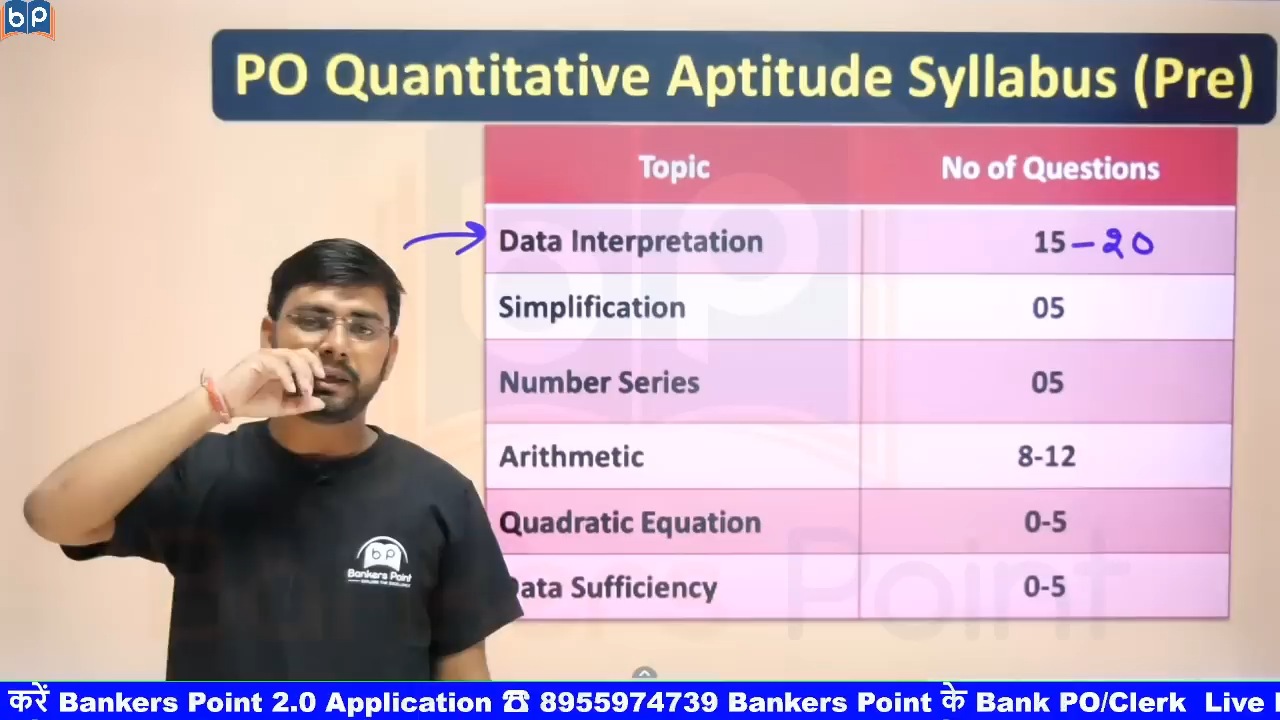 bp
PO Quantitative Aptitude Syllabus (Pre)
Topic No of Questions
Data Interpretation 15 – 20
Simplification 05
Number Series 05
Arithmetic 8-12
Quadratic Equation 0-5
Data Sufficiency 0-5
bp
Bankers Point
करें Bankers Point 2.0 Application ☎ 8955974739 Bankers Point के Bank PO/Clerk Live